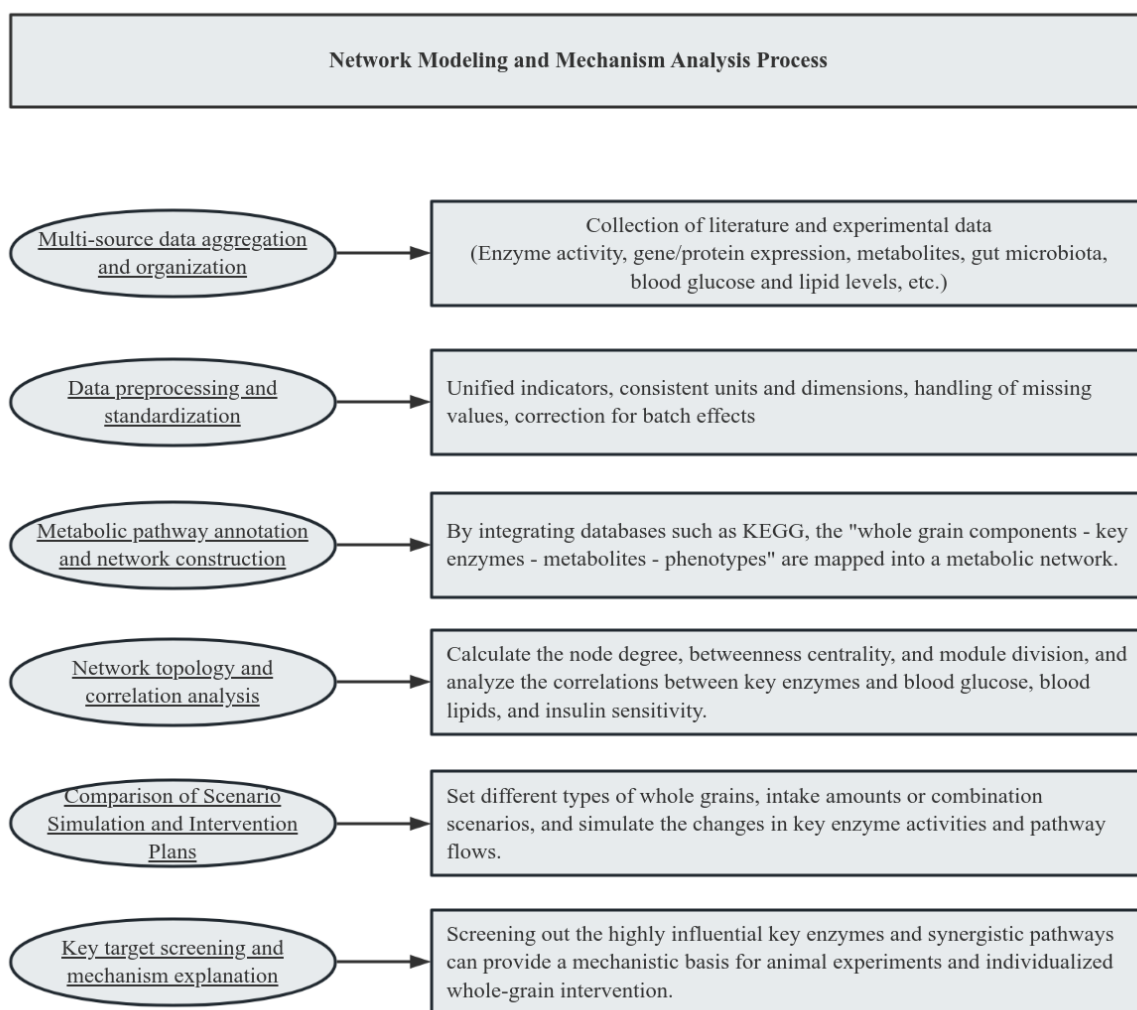 Network Modeling and Mechanism Analysis Process
Multi-source data aggregation
and organization
Collection of literature and experimental data
(Enzyme activity, gene/protein expression, metabolites, gut microbiota,
blood glucose and lipid levels, etc.)
Data preprocessing and
standardization
Unified indicators, consistent units and dimensions, handling of missing
values, correction for batch effects
Metabolic pathway annotation
and network construction
By integrating databases such as KEGG, the "whole grain components - key
enzymes - metabolites - phenotypes" are mapped into a metabolic network.
Network topology and
correlation analysis
Calculate the node degree, betweenness centrality, and module division, and
analyze the correlations between key enzymes and blood glucose, blood
lipids, and insulin sensitivity.
Comparison of Scenario
Simulation and Intervention
Plans
Set different types of whole grains, intake amounts or combination
scenarios, and simulate the changes in key enzyme activities and pathway
flows.
Key target screening and
mechanism explanation
Screening out the highly influential key enzymes and synergistic pathways
can provide a mechanistic basis for animal experiments and individualized
whole-grain intervention.